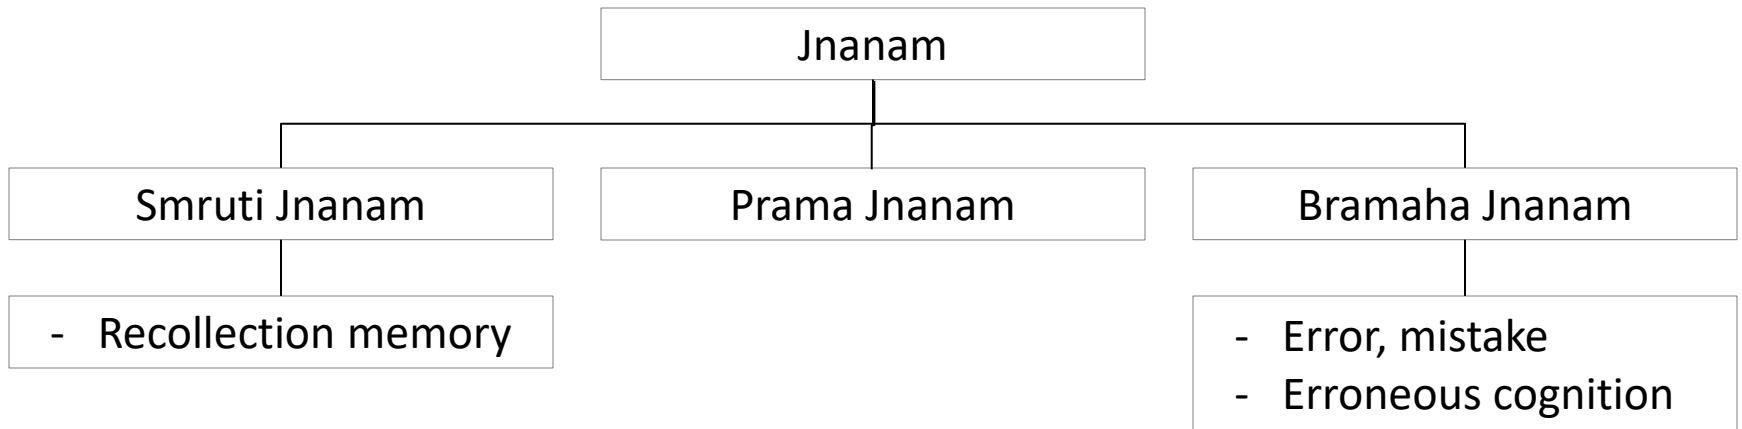 Jnanam
Smruti Jnanam
Prama Jnanam
Bramaha Jnanam
- Recollection memory
- Error, mistake
- Erroneous cognition